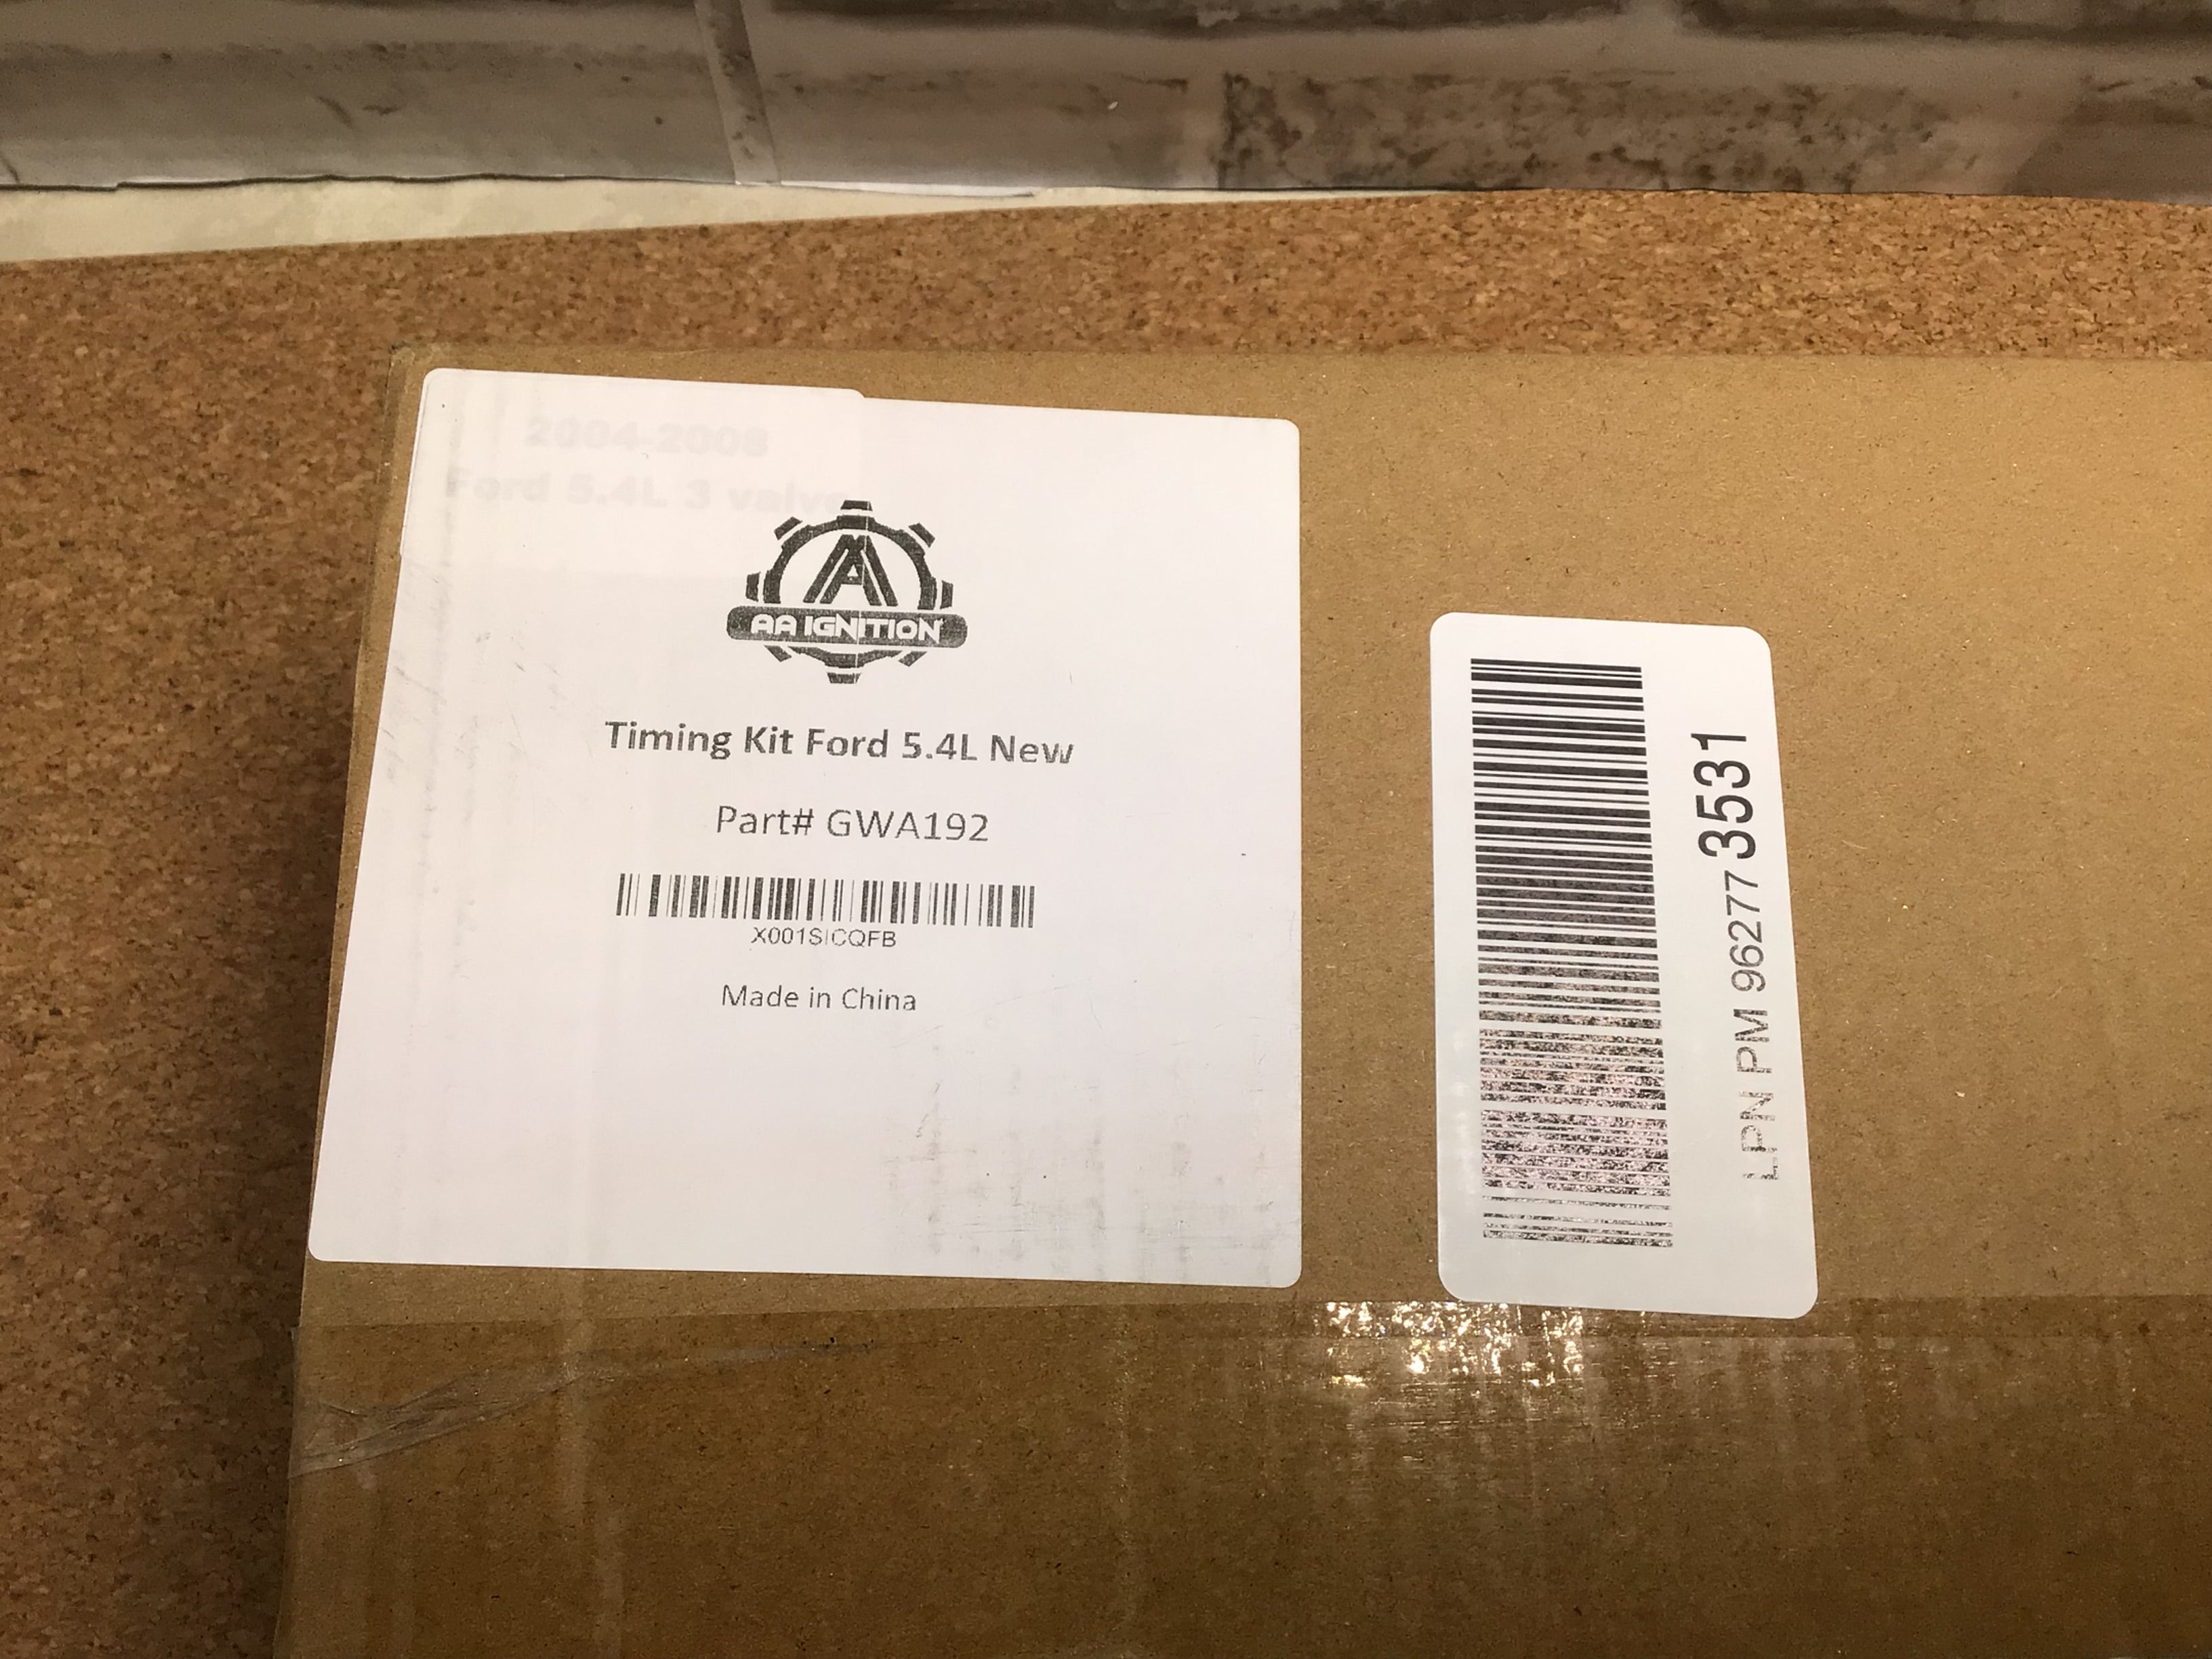 2004-2008
Ford 5.4L 3 valve
AA IGNITION
Timing Kit Ford 5.4L New
Part# GWA192
X001SICQFB
Made in China
LPN PM 96277 3531